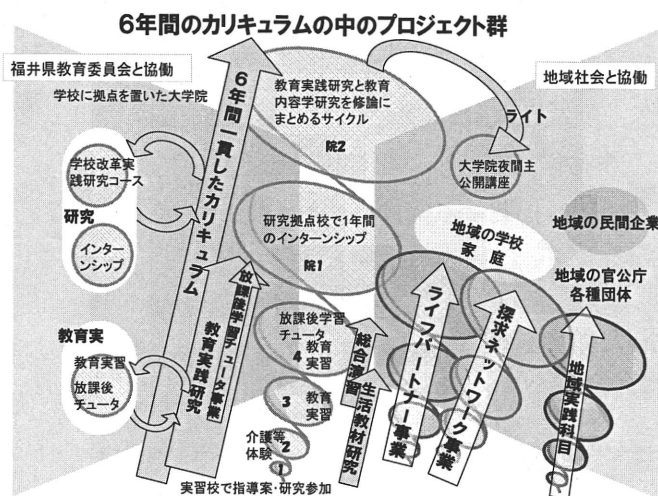 6年間のカリキュラムの中のプロジェクト群
福井県教育委員会と協働
地域社会と協働
学校に拠点を置いた大学院
6年間一貫したカリキュラム
教育実践研究と教育
内容学研究を修論に
まとめるサイクル
院2
ライト
大学院夜間主
公開講座
学校改革実
践研究コース
研究
インター
ンシップ
研究拠点校で1年間
のインターンシップ
院1
地域の学校
家庭
地域の民間企業
地域の官公庁
各種団体
放課後学習チュータ事業
教育実践研究
放課後学習
チュータ
4
教育
実習
総合演習
生活教材研究
ライフパートナー事業
探求ネットワーク事業
地域実践科目
教育実
教育実習
放課後
チュータ
3
教育
実習
介護等
体験
2
1
実習校で指導案・研究参加